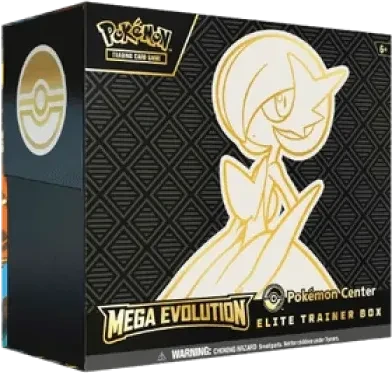 POKÉMON
TRADING CARD GAME
6+
Pokémon Center
MEGA EVOLUTION
ELITE TRAINER BOX
WARNING: CHOKING HAZARD